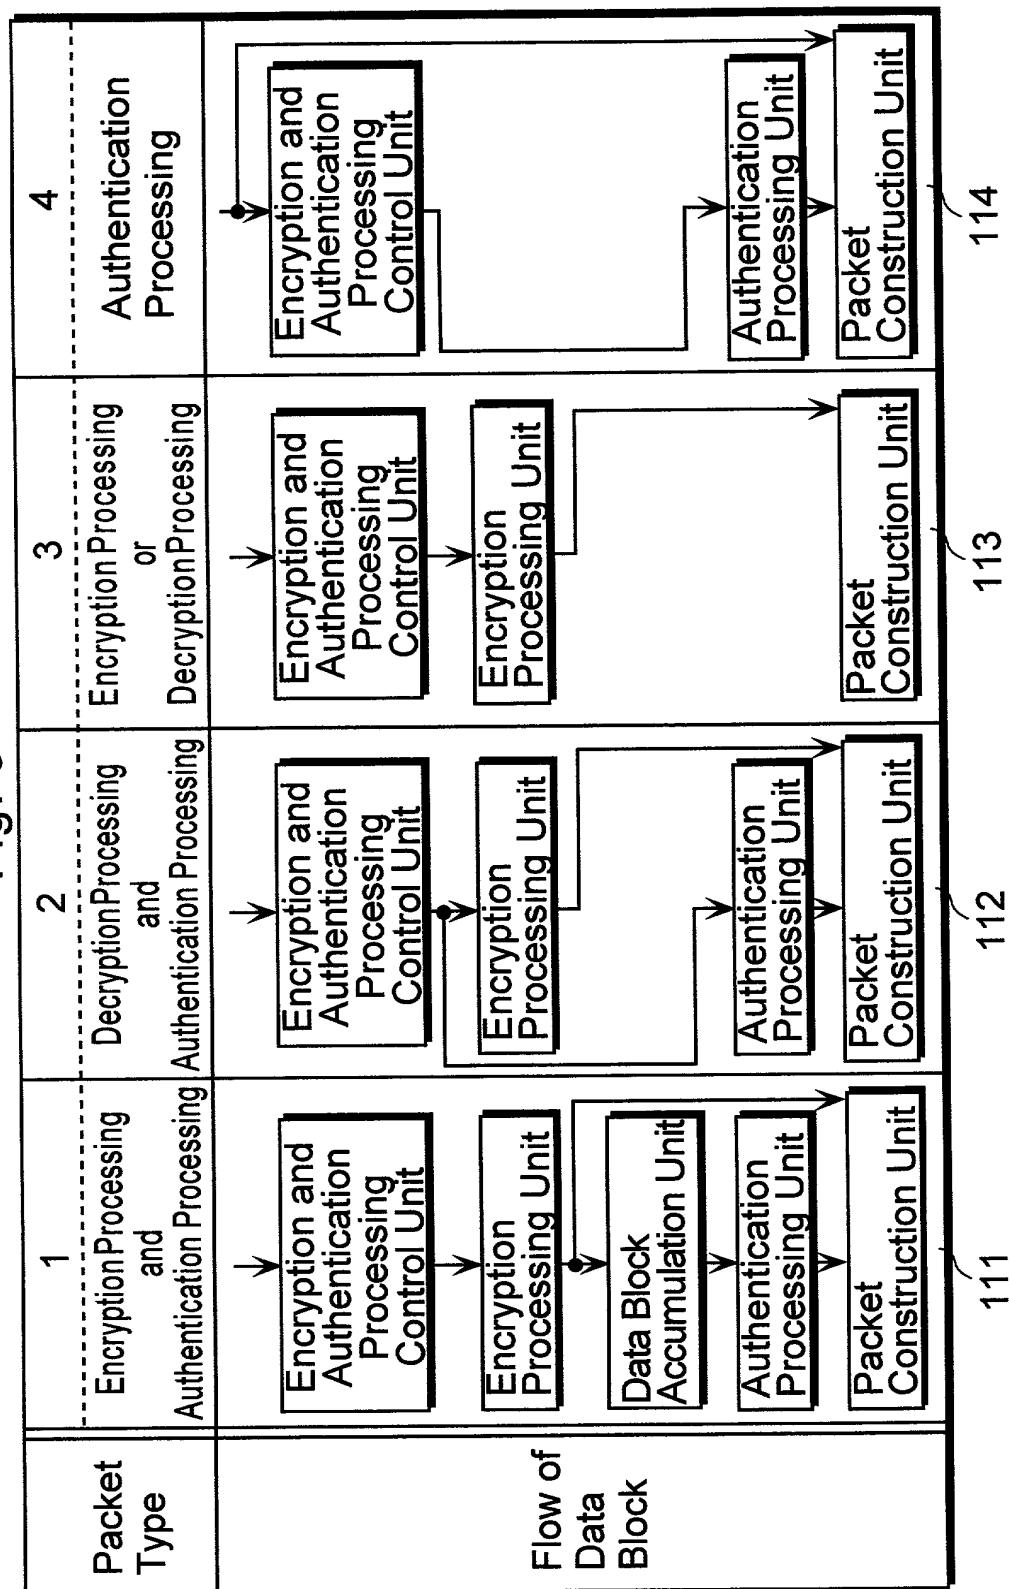 Packet
Type
1
Encryption Processing
and
Authentication Processing
2
Decryption Processing
and
Authentication Processing
3
Encryption Processing
or
Decryption Processing
4
Authentication
Processing
Flow of
Data
Block
Encryption and
Authentication
Processing
Control Unit
Encryption
Processing Unit
Data Block
Accumulation Unit
Authentication
Processing Unit
Packet
Construction Unit
111
Encryption and
Authentication
Processing
Control Unit
Encryption
Processing Unit
Authentication
Processing Unit
Packet
Construction Unit
112
Encryption and
Authentication
Processing
Control Unit
Encryption
Processing Unit
Packet
Construction Unit
113
Encryption and
Authentication
Processing
Control Unit
Authentication
Processing Unit
Packet
Construction Unit
114